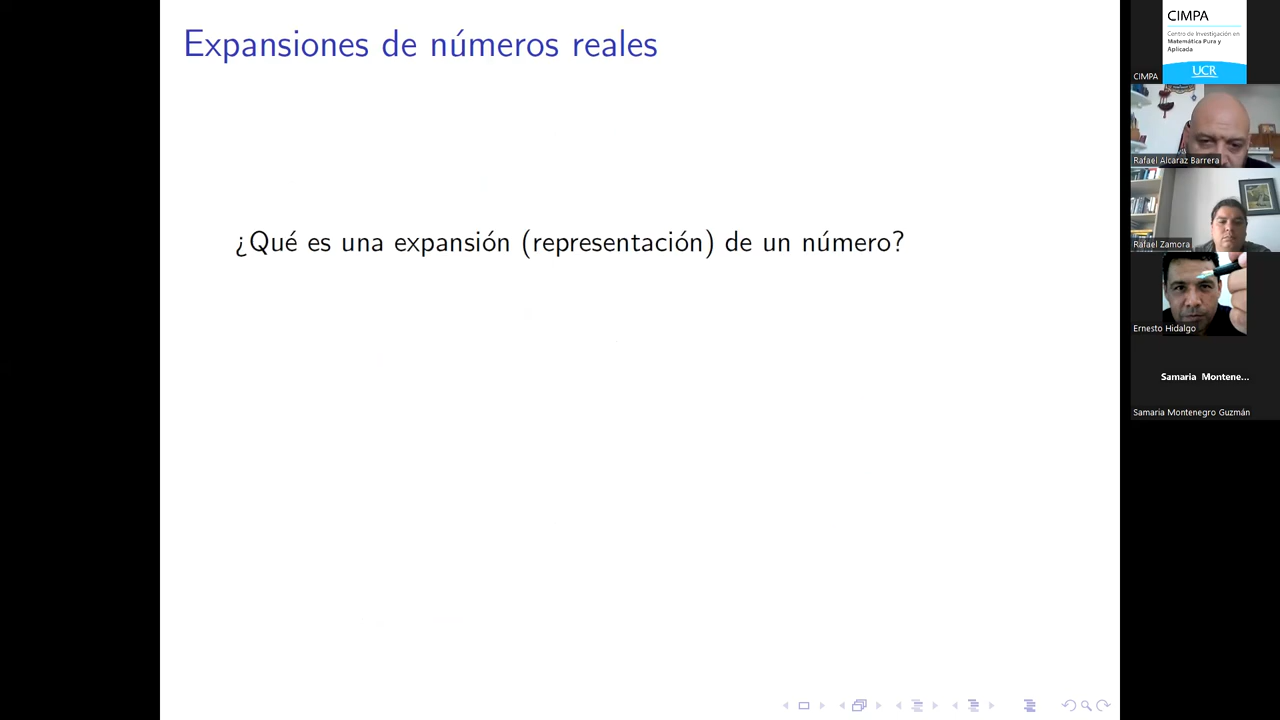 Expansiones de números reales
¿Qué es una expansión (representación) de un número?
CIMPA
Centro de Investigación en
Matemática Pura y
Aplicada
UCR
CIMPA
Rafael Alcaraz Barrera
Rafael Zamora
Ernesto Hidalgo
Samaria Montene...
Samaria Montenegro Guzmán